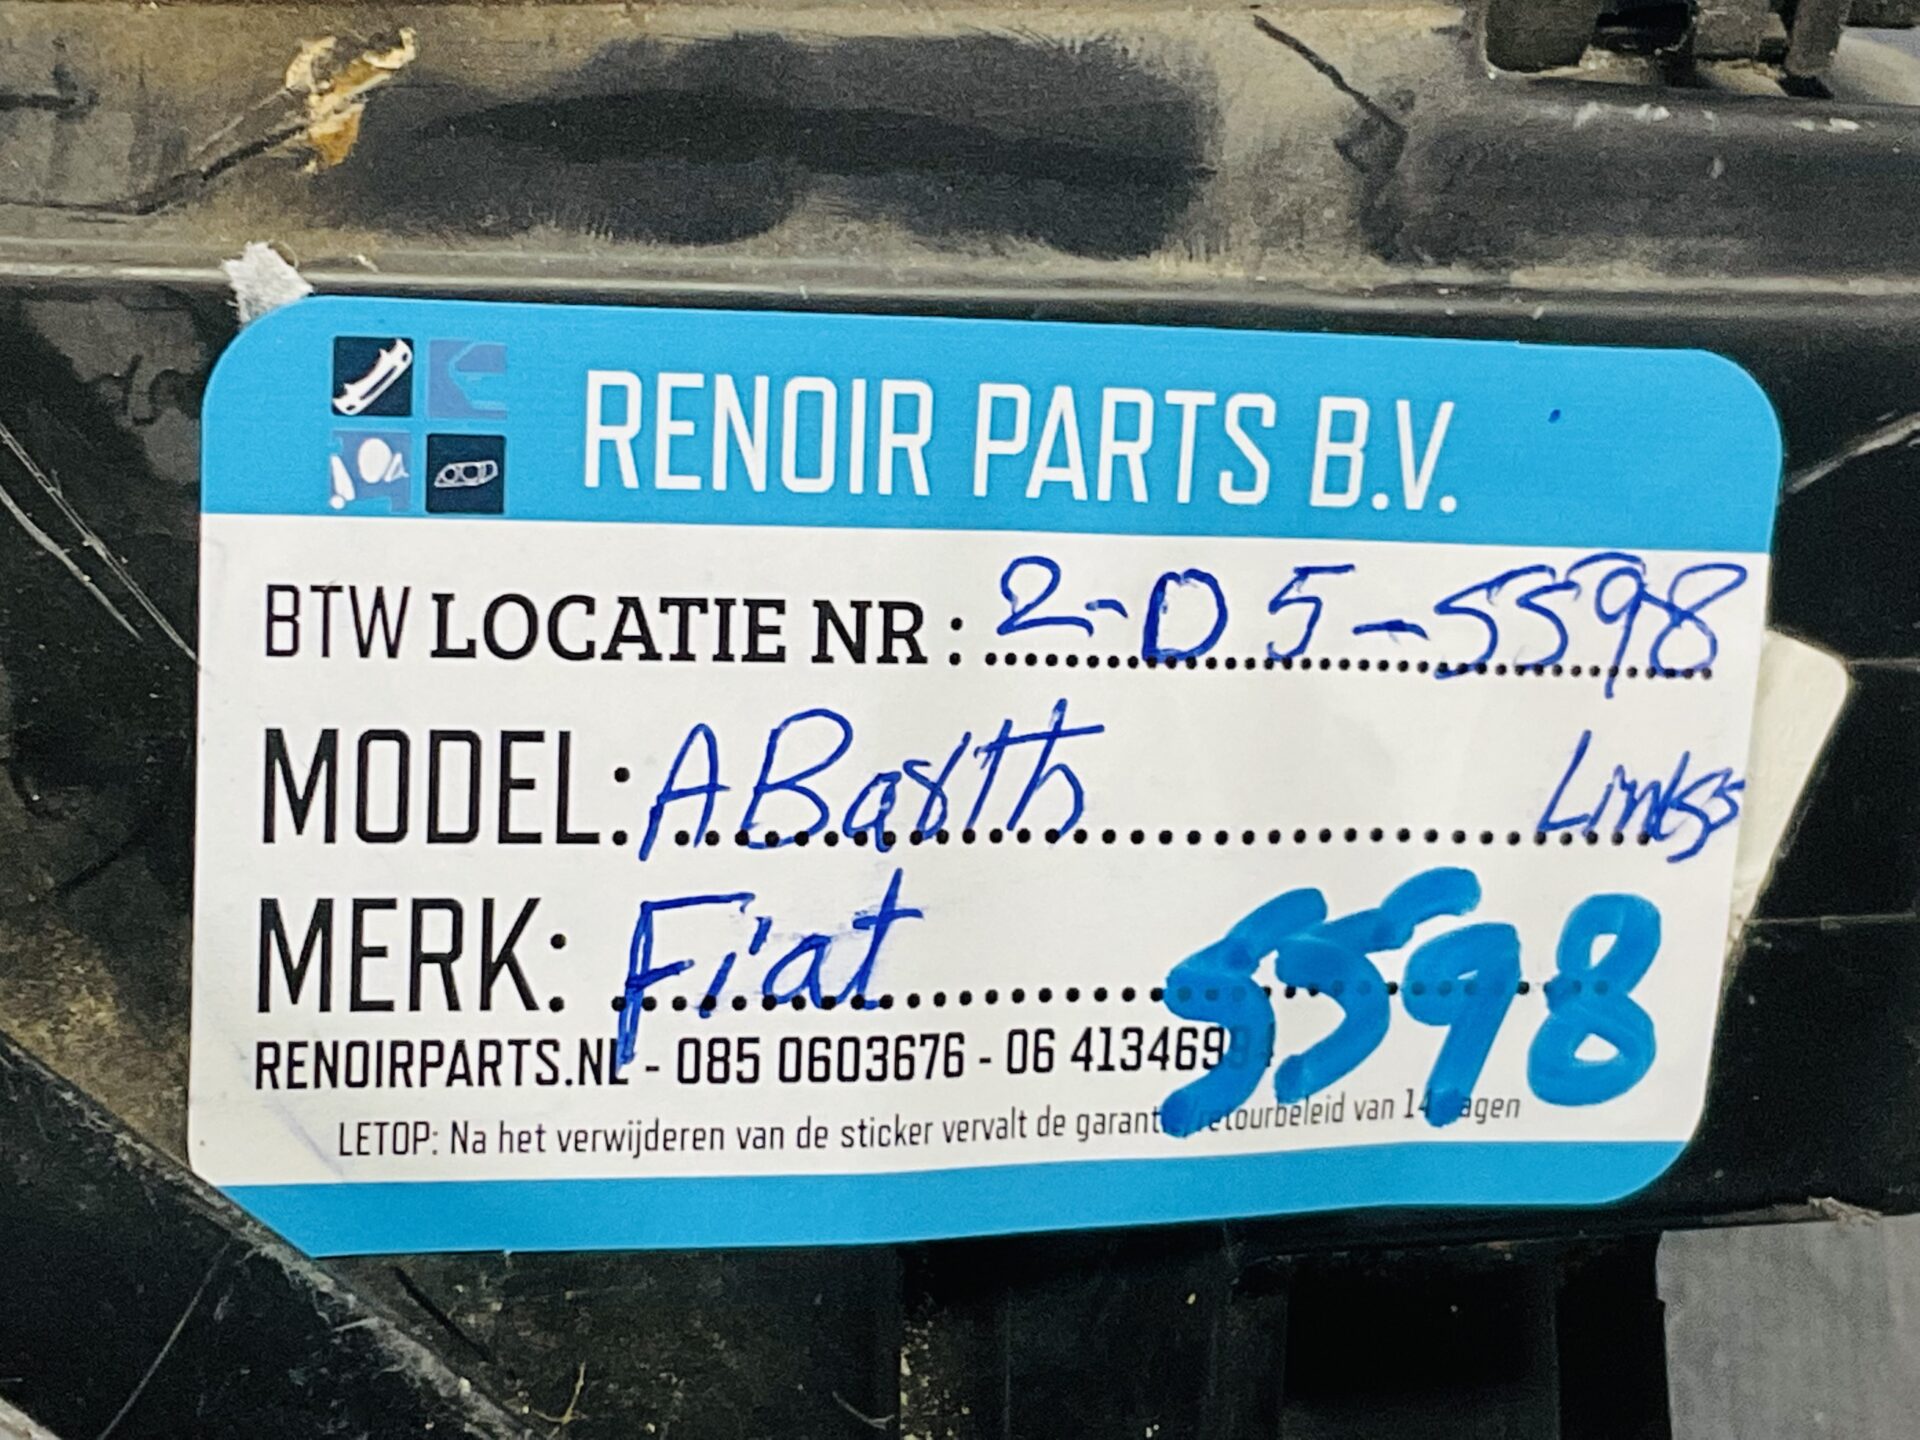 RENOIR PARTS B.V.
BTW LOCATIE NR : 2-D5-5598
MODEL: ABarth Links
MERK: Fiat 5598
RENOIRPARTS.NL - 085 0603676 - 06 4134699
LETOP: Na het verwijderen van de sticker vervalt de garantie/retourbeleid van 14 dagen